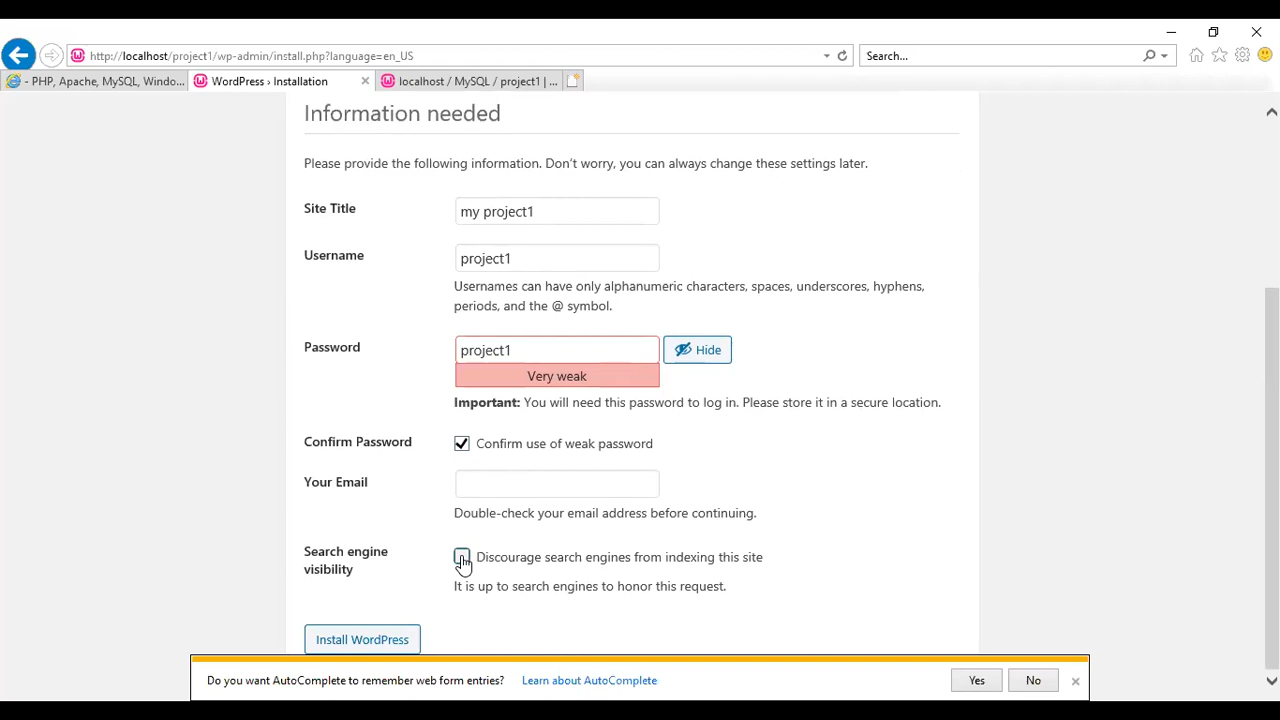 http://localhost/project1/wp-admin/install.php?language=en_US
Search...
- PHP, Apache, MySQL, Windo...
WordPress › Installation
localhost / MySQL / project1 | ...
Information needed
Please provide the following information. Don’t worry, you can always change these settings later.
Site Title
my project1
Username
project1
Usernames can have only alphanumeric characters, spaces, underscores, hyphens,
periods, and the @ symbol.
Password
project1
Hide
Very weak
Important: You will need this password to log in. Please store it in a secure location.
Confirm Password
Confirm use of weak password
Your Email
Double-check your email address before continuing.
Search engine
visibility
Discourage search engines from indexing this site
It is up to search engines to honor this request.
Install WordPress
Do you want AutoComplete to remember web form entries?
Learn about AutoComplete
Yes
No